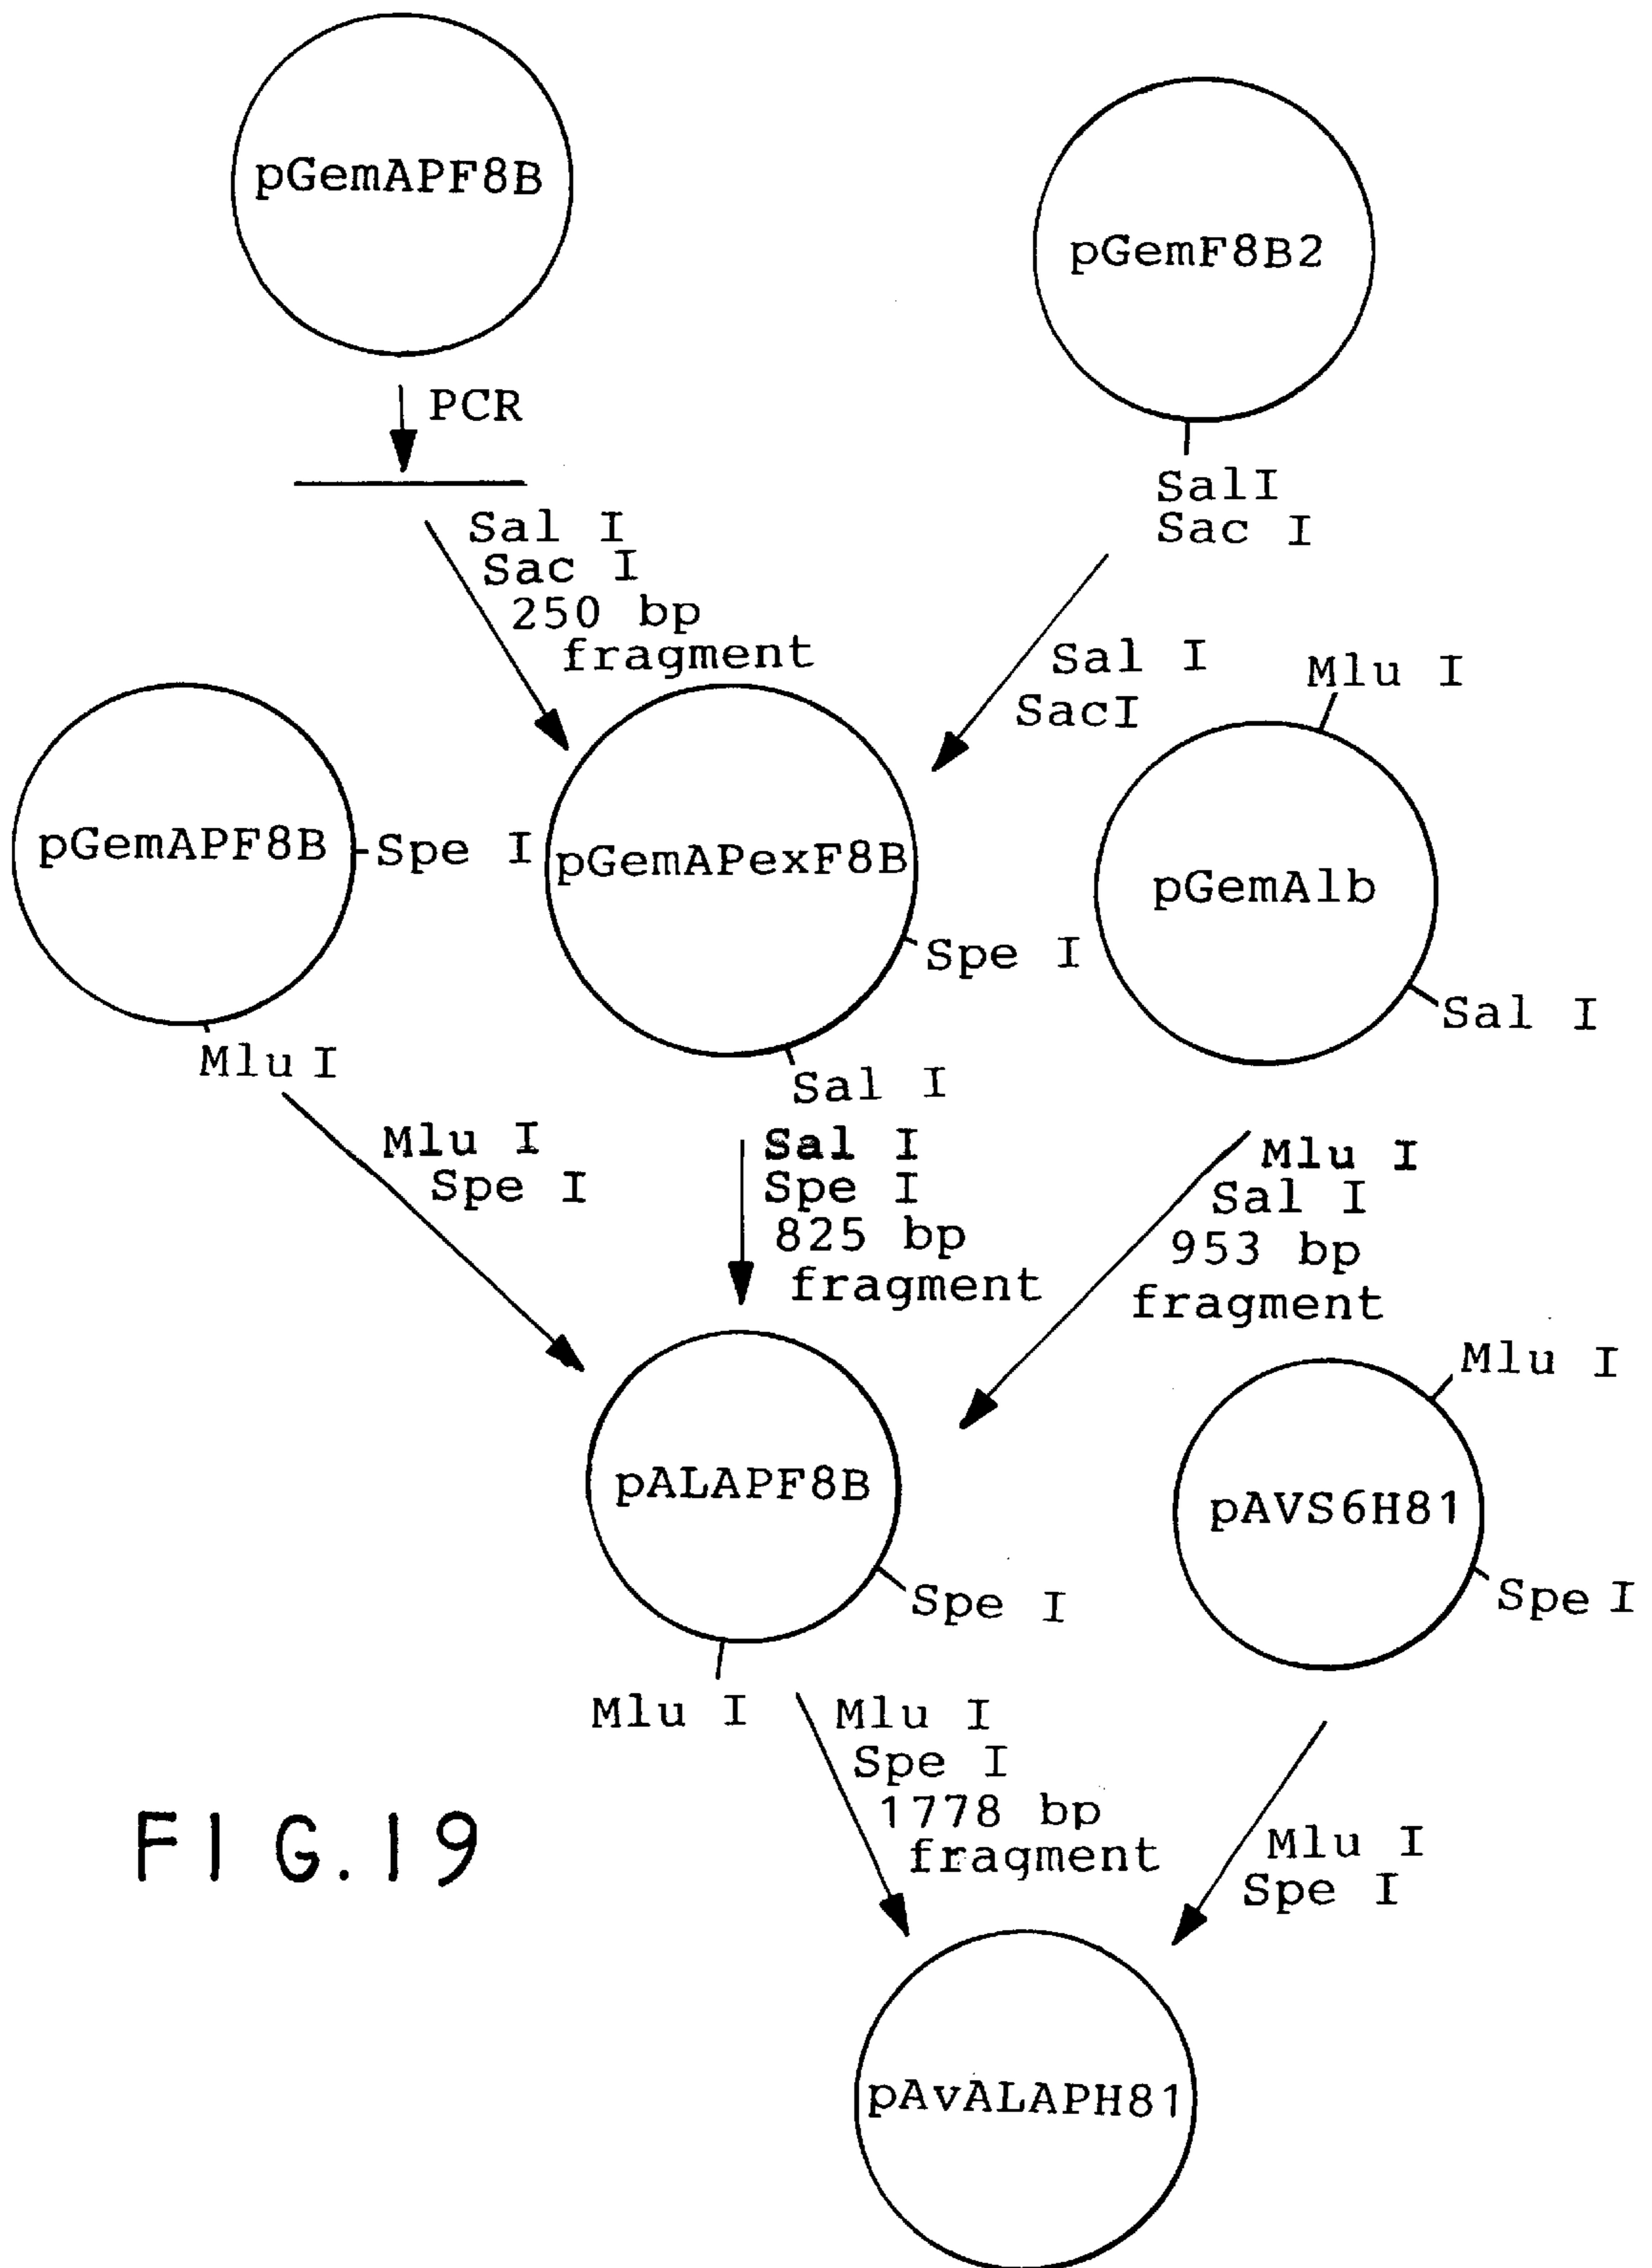 pGemAPF8B
pGemF8B2
PCR
SalI
Sac I
Sal I
Sac I
250 bp
fragment
Sal I
SacI
Mlu I
pGemAPF8B
Spe I
pGemAPexF8B
pGemAlb
Spe I
Sal I
Mlu I
Sal I
Mlu I
Spe I
Sal I
Spe I
825 bp
fragment
Mlu I
Sal I
953 bp
fragment
Mlu I
pALAPF8B
pAVS6H81
Spe I
Spe I
Mlu I
Mlu I
Spe I
1778 bp
fragment
Mlu I
Spe I
FIG.19
pAvALAPH81